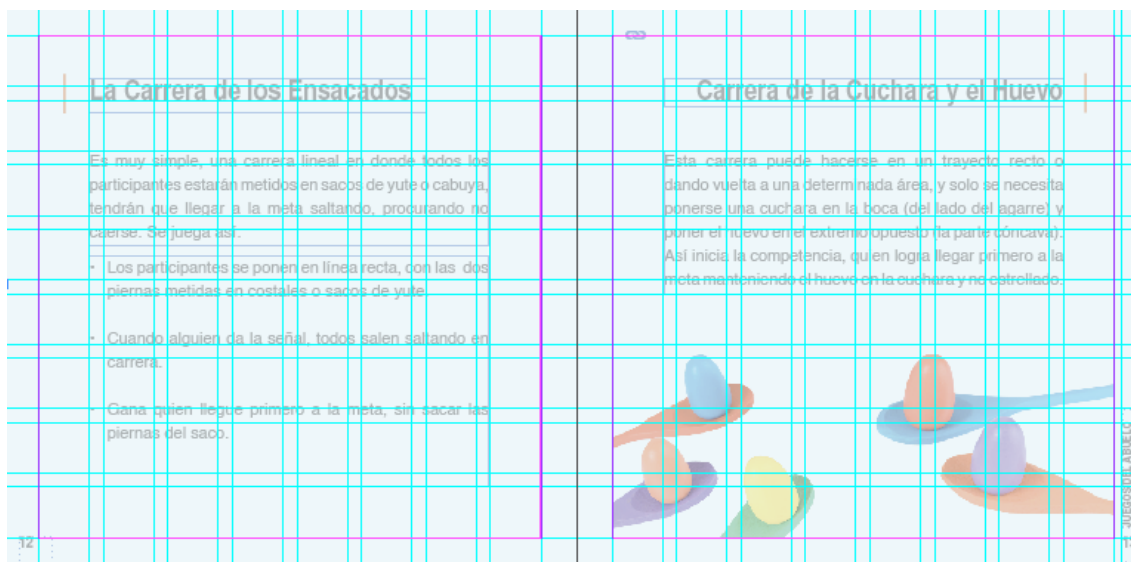 La Carrera de los Ensacados
Es muy simple, una carrera lineal en donde todos los
participantes estarán metidos en sacos de yute o cabuya,
tendrán que llegar a la meta saltando, procurando no
caerse. Se juega así:
• Los participantes se ponen en línea recta, con las dos
piernas metidas en costales o sacos de yute.
• Cuando alguien da la señal, todos salen saltando en
carrera.
• Gana quien llegue primero a la meta, sin sacar las
piernas del saco.
12
Carrera de la Cuchara y el Huevo
Esta carrera puede hacerse en un trayecto recto o
dando vuelta a una determinada área, y solo se necesita
ponerse una cuchara en la boca (del lado del agarre) y
poner el huevo en el extremo opuesto (la parte cóncava).
Así inicia la competencia, quien logra llegar primero a la
meta manteniendo el huevo en la cuchara y no estrellado.
JUEGOS DEL ABUELO